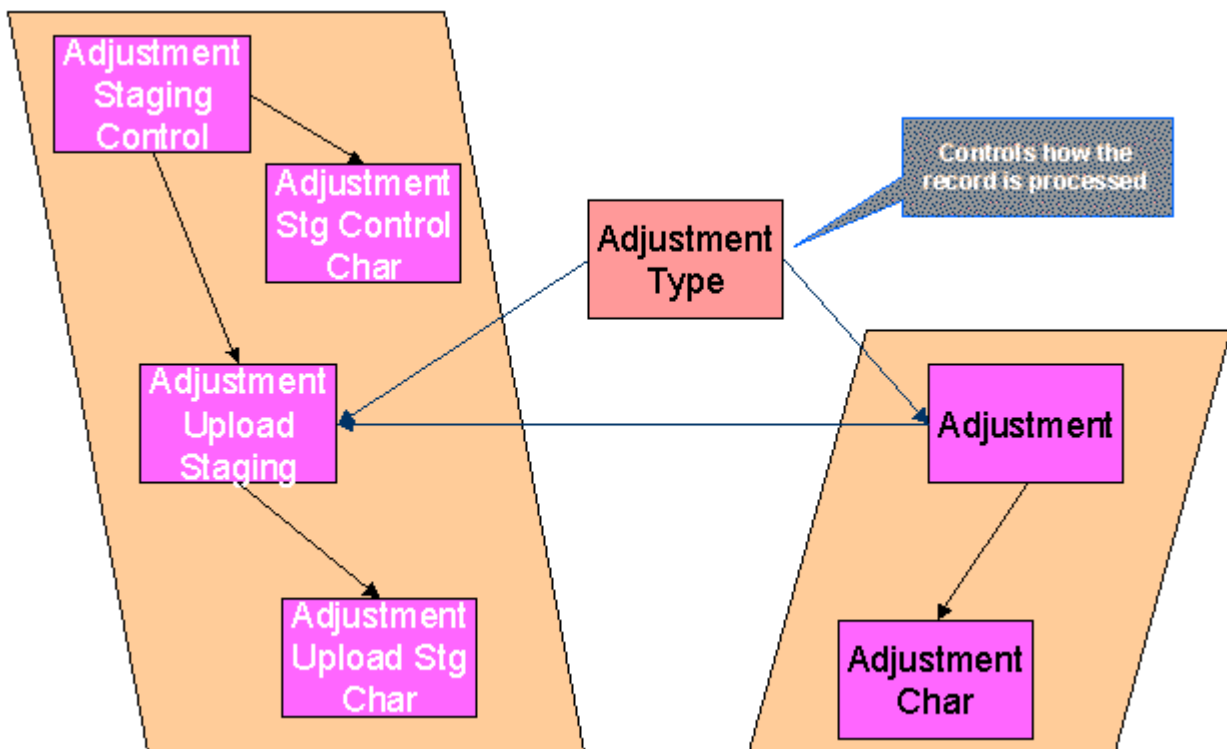 Adjustment
Staging
Control
Adjustment
Stg Control
Char
Controls how the
record is processed
Adjustment
Type
Adjustment
Upload
Staging
Adjustment
Adjustment
Upload Stg
Char
Adjustment
Char